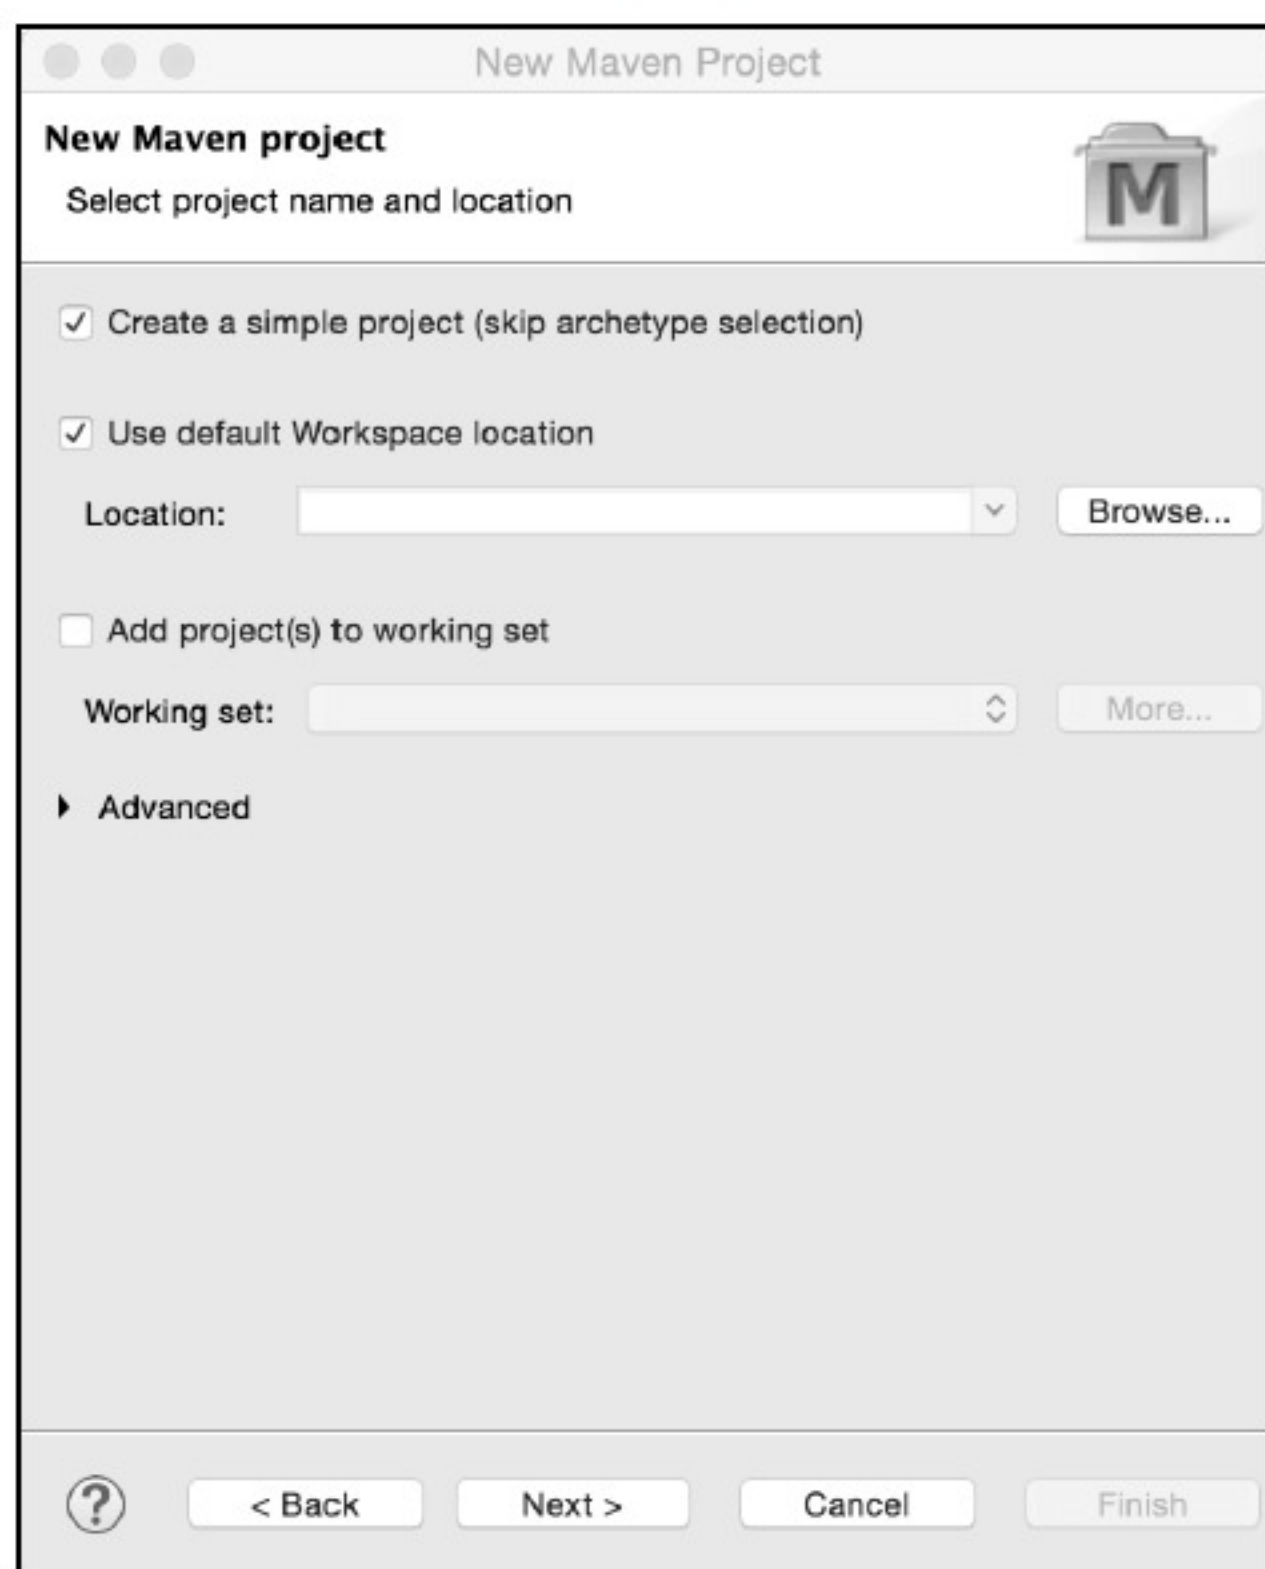 New Maven Project
New Maven project
Select project name and location
M
Create a simple project (skip archetype selection)
Use default Workspace location
Location: Browse...
Add project(s) to working set
Working set: More...
Advanced
? < Back Next > Cancel Finish